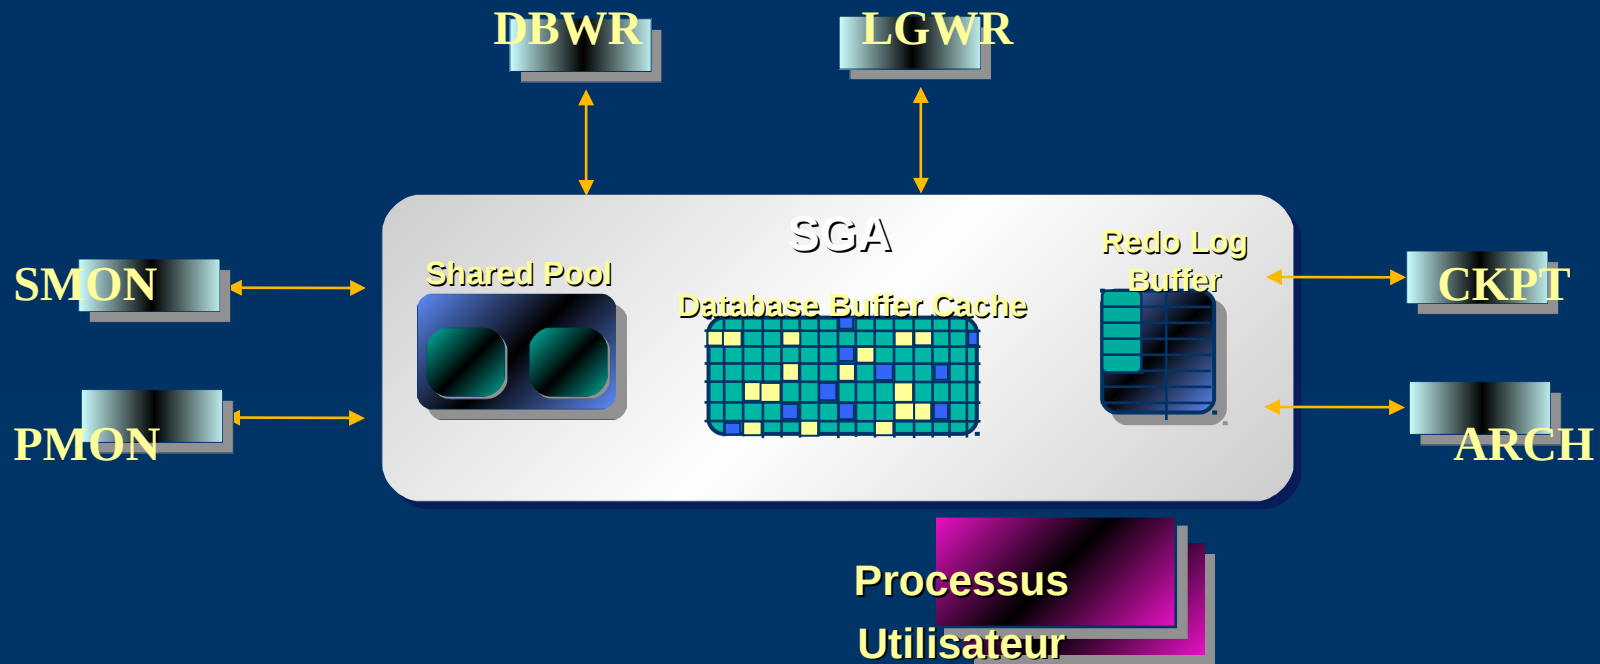 DBWR
LGWR
SGA
Redo Log
Buffer
Shared Pool
Database Buffer Cache
SMON
CKPT
PMON
ARCH
Processus
Utilisateur